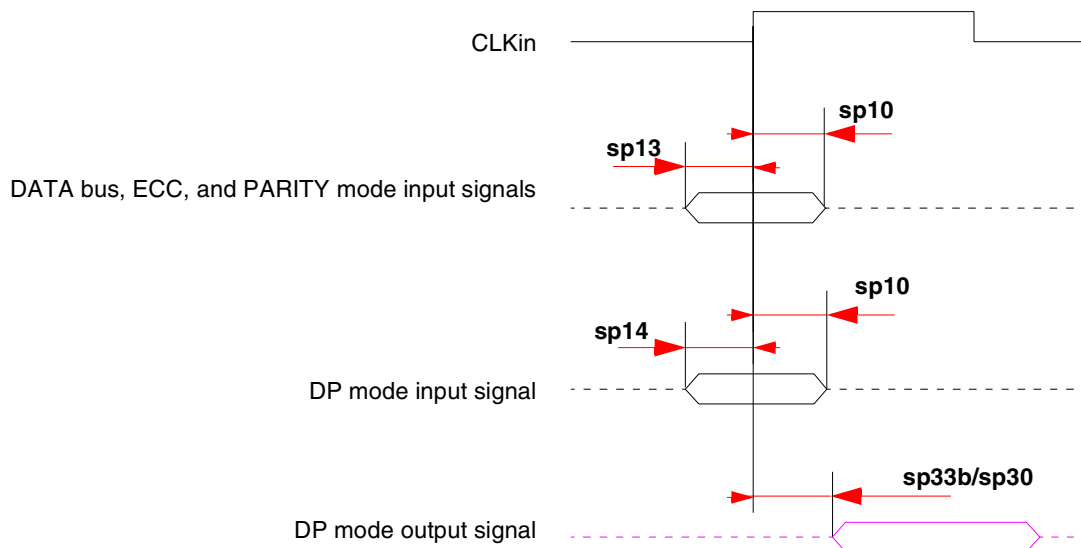 CLKin
sp10
sp13
DATA bus, ECC, and PARITY mode input signals
sp10
sp14
DP mode input signal
sp33b/sp30
DP mode output signal